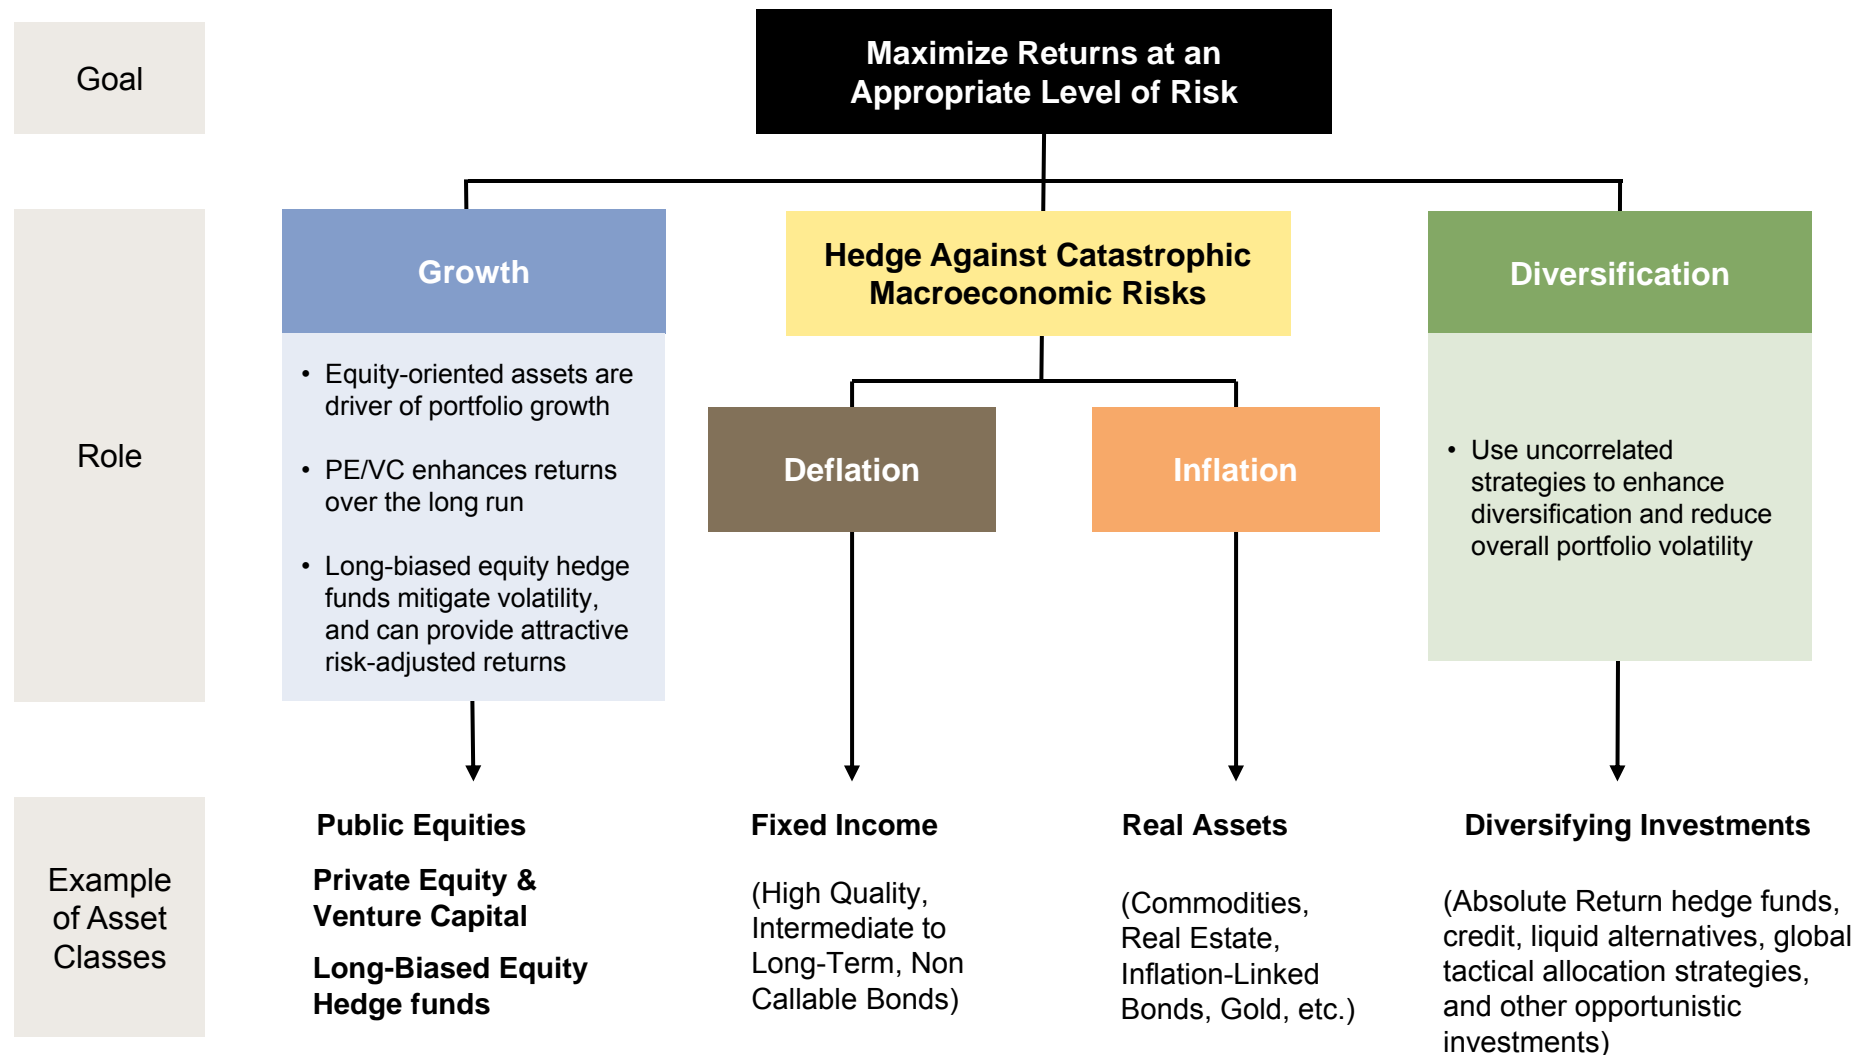 Goal
Maximize Returns at an
Appropriate Level of Risk
Role
Growth
• Equity-oriented assets are
driver of portfolio growth
• PE/VC enhances returns
over the long run
• Long-biased equity hedge
funds mitigate volatility,
and can provide attractive
risk-adjusted returns
Hedge Against Catastrophic
Macroeconomic Risks
Deflation
Inflation
Diversification
• Use uncorrelated
strategies to enhance
diversification and reduce
overall portfolio volatility
Example
of Asset
Classes
Public Equities
Private Equity &
Venture Capital
Long-Biased Equity
Hedge funds
Fixed Income
(High Quality,
Intermediate to
Long-Term, Non
Callable Bonds)
Real Assets
(Commodities,
Real Estate,
Inflation-Linked
Bonds, Gold, etc.)
Diversifying Investments
(Absolute Return hedge funds,
credit, liquid alternatives, global
tactical allocation strategies,
and other opportunistic
investments)